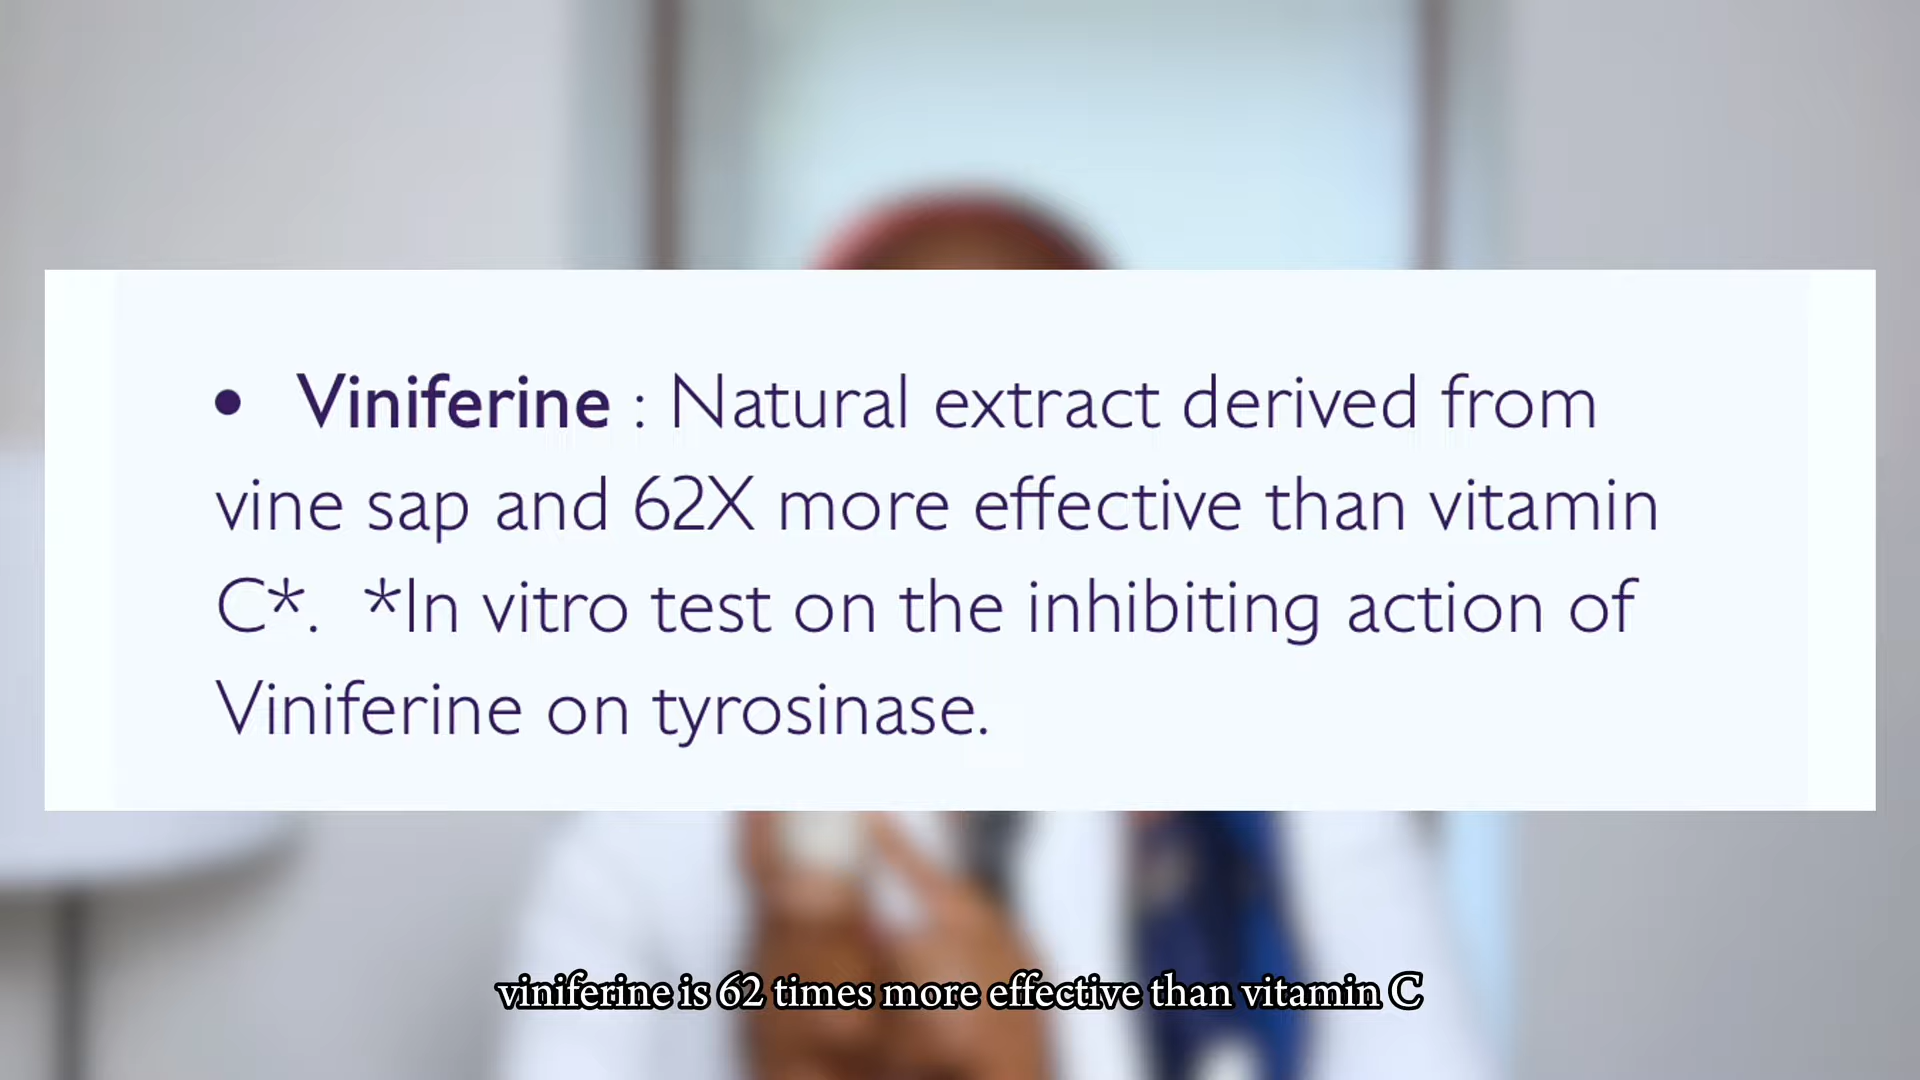 • Viniferine : Natural extract derived from
vine sap and 62X more effective than vitamin
C*. *In vitro test on the inhibiting action of
Viniferine on tyrosinase.
viniferine is 62 times more effective than vitamin C